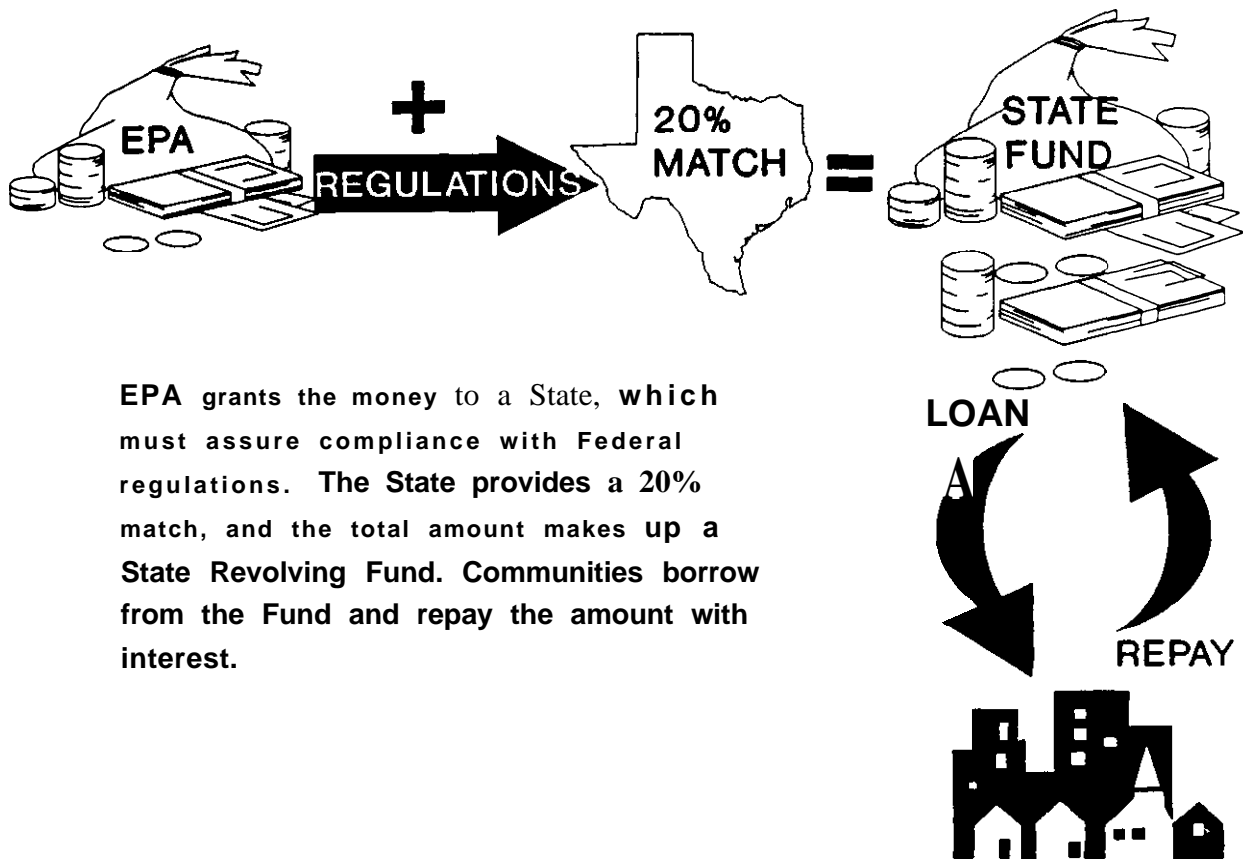 EPA
+
REGULATIONS
20%
MATCH
=
STATE
FUND
EPA grants the money to a State, which
must assure compliance with Federal
regulations. The State provides a 20%
match, and the total amount makes up a
State Revolving Fund. Communities borrow
from the Fund and repay the amount with
interest.
LOAN
A
REPAY